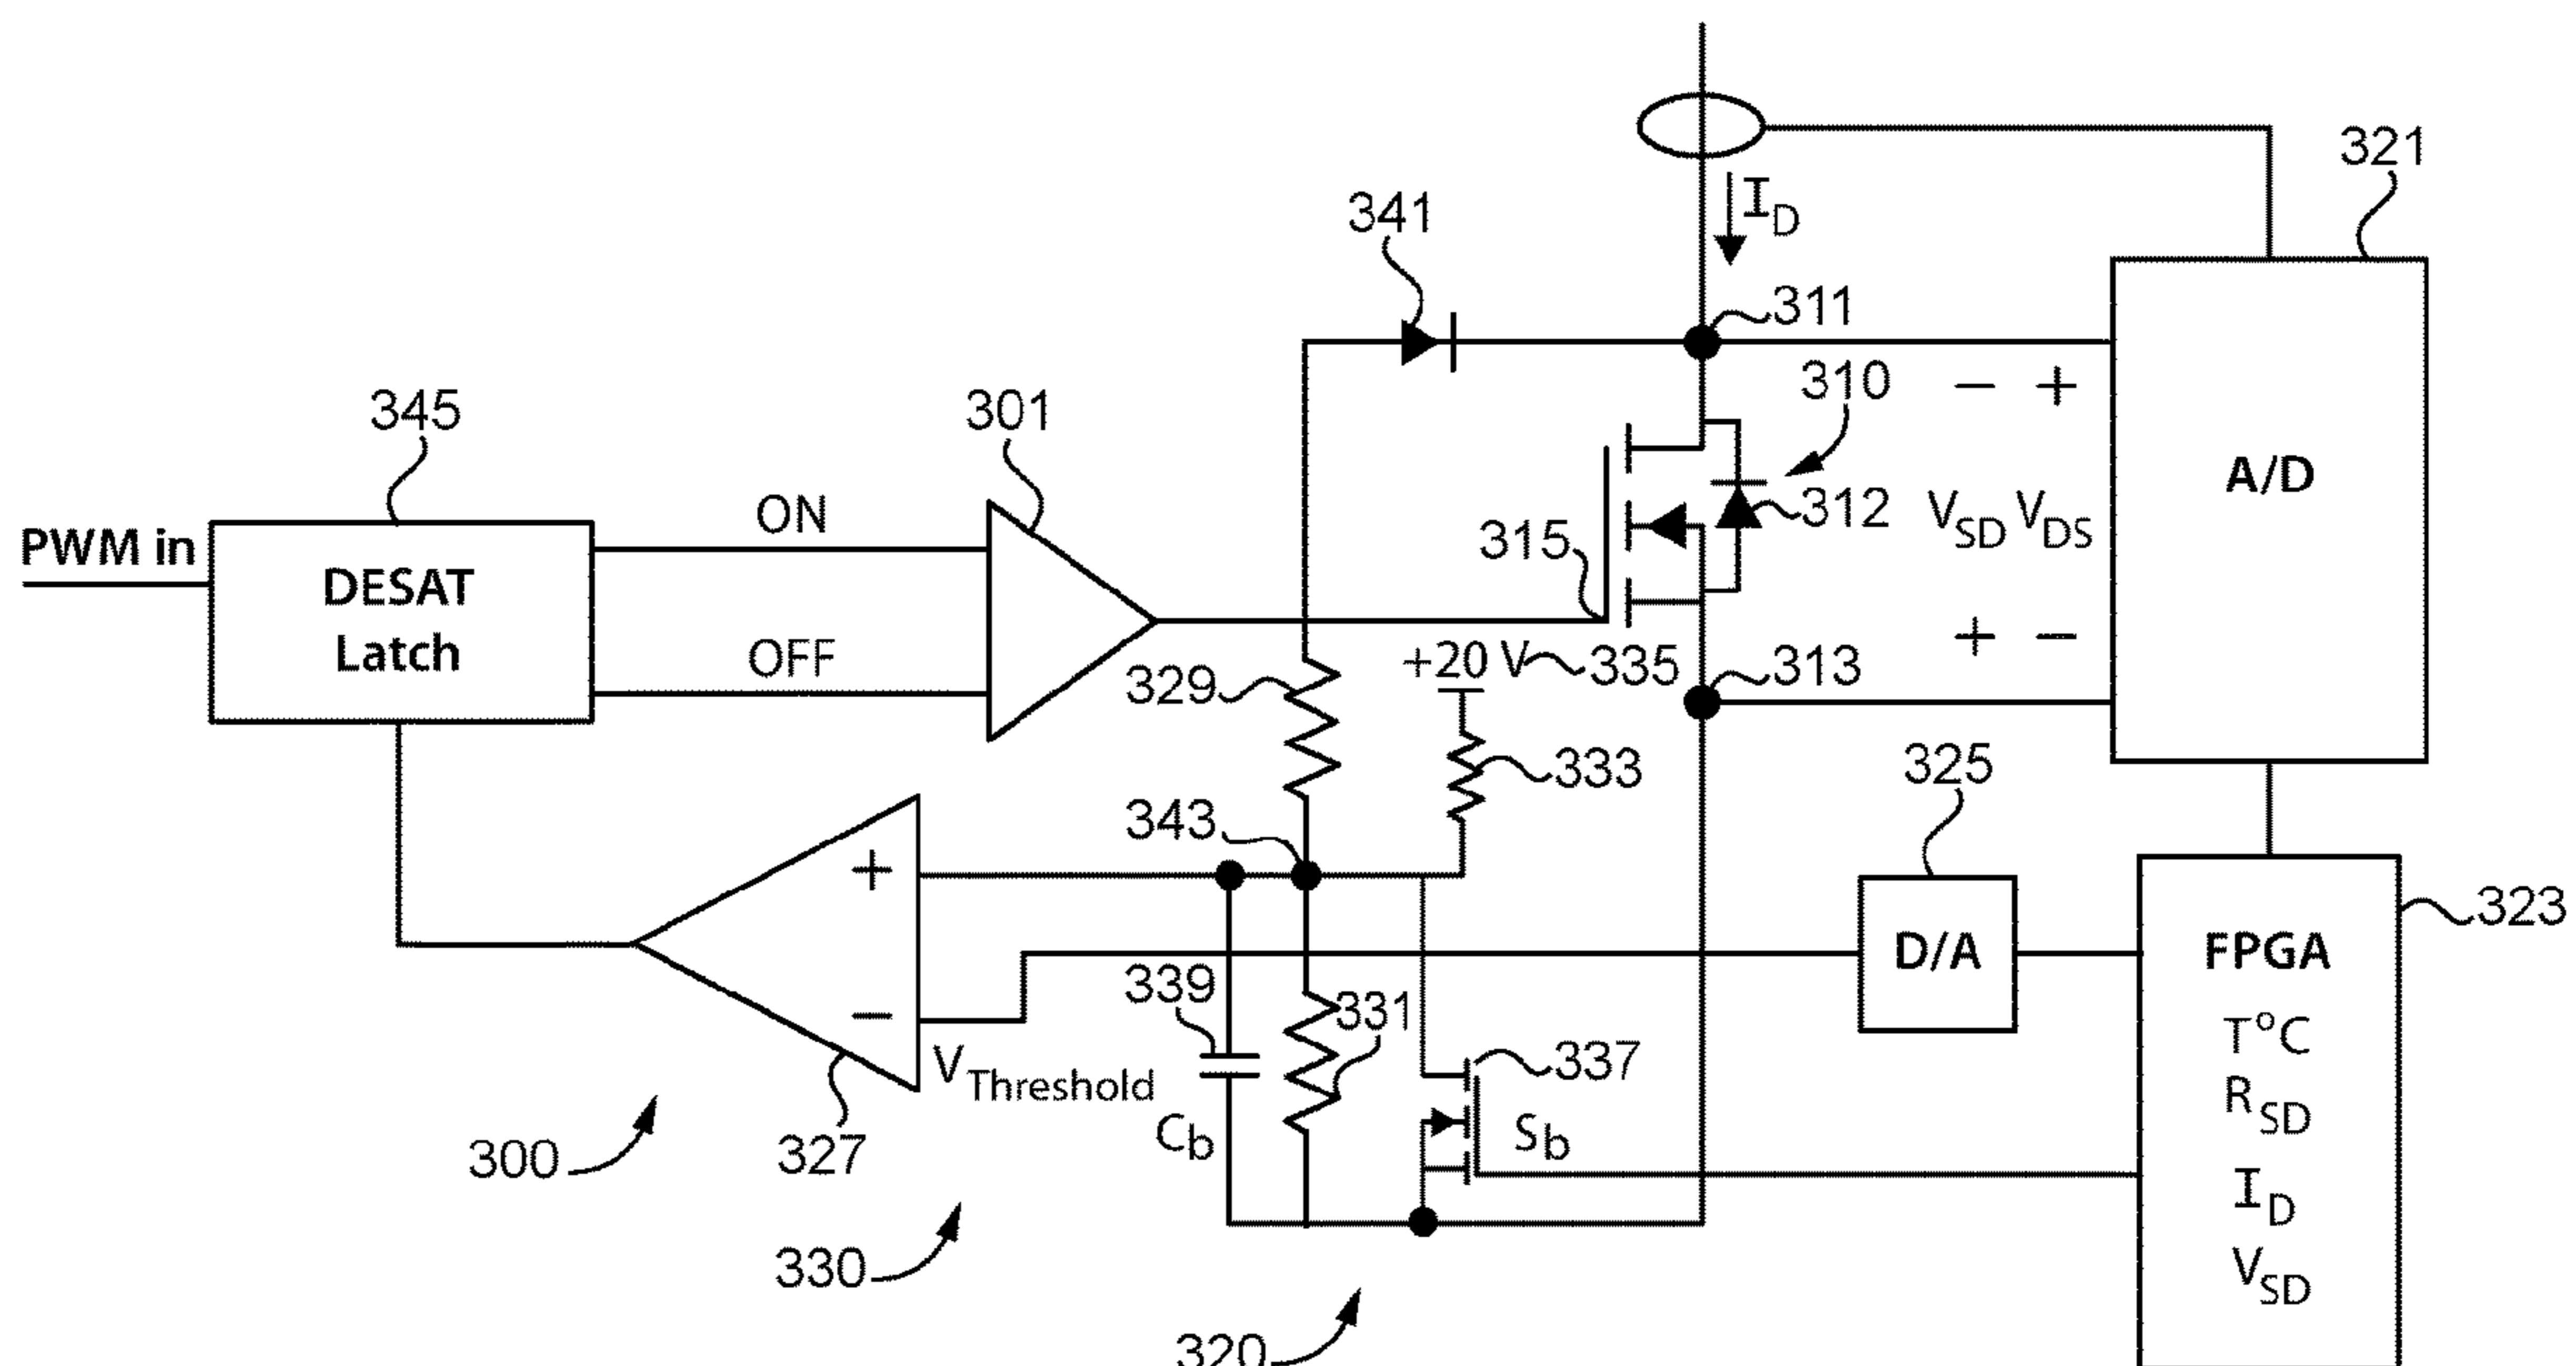 321
I_D
341
311
310
345
301
− +
A/D
ON
PWM in
DESAT
Latch
315
312
V_SD V_DS
OFF
+ −
329
+20 V
335
313
333
325
343
+
D/A
FPGA
323
T°C
R_SD
I_D
V_SD
−
V_Threshold
339
331
337
C_b
S_b
300
327
330
320